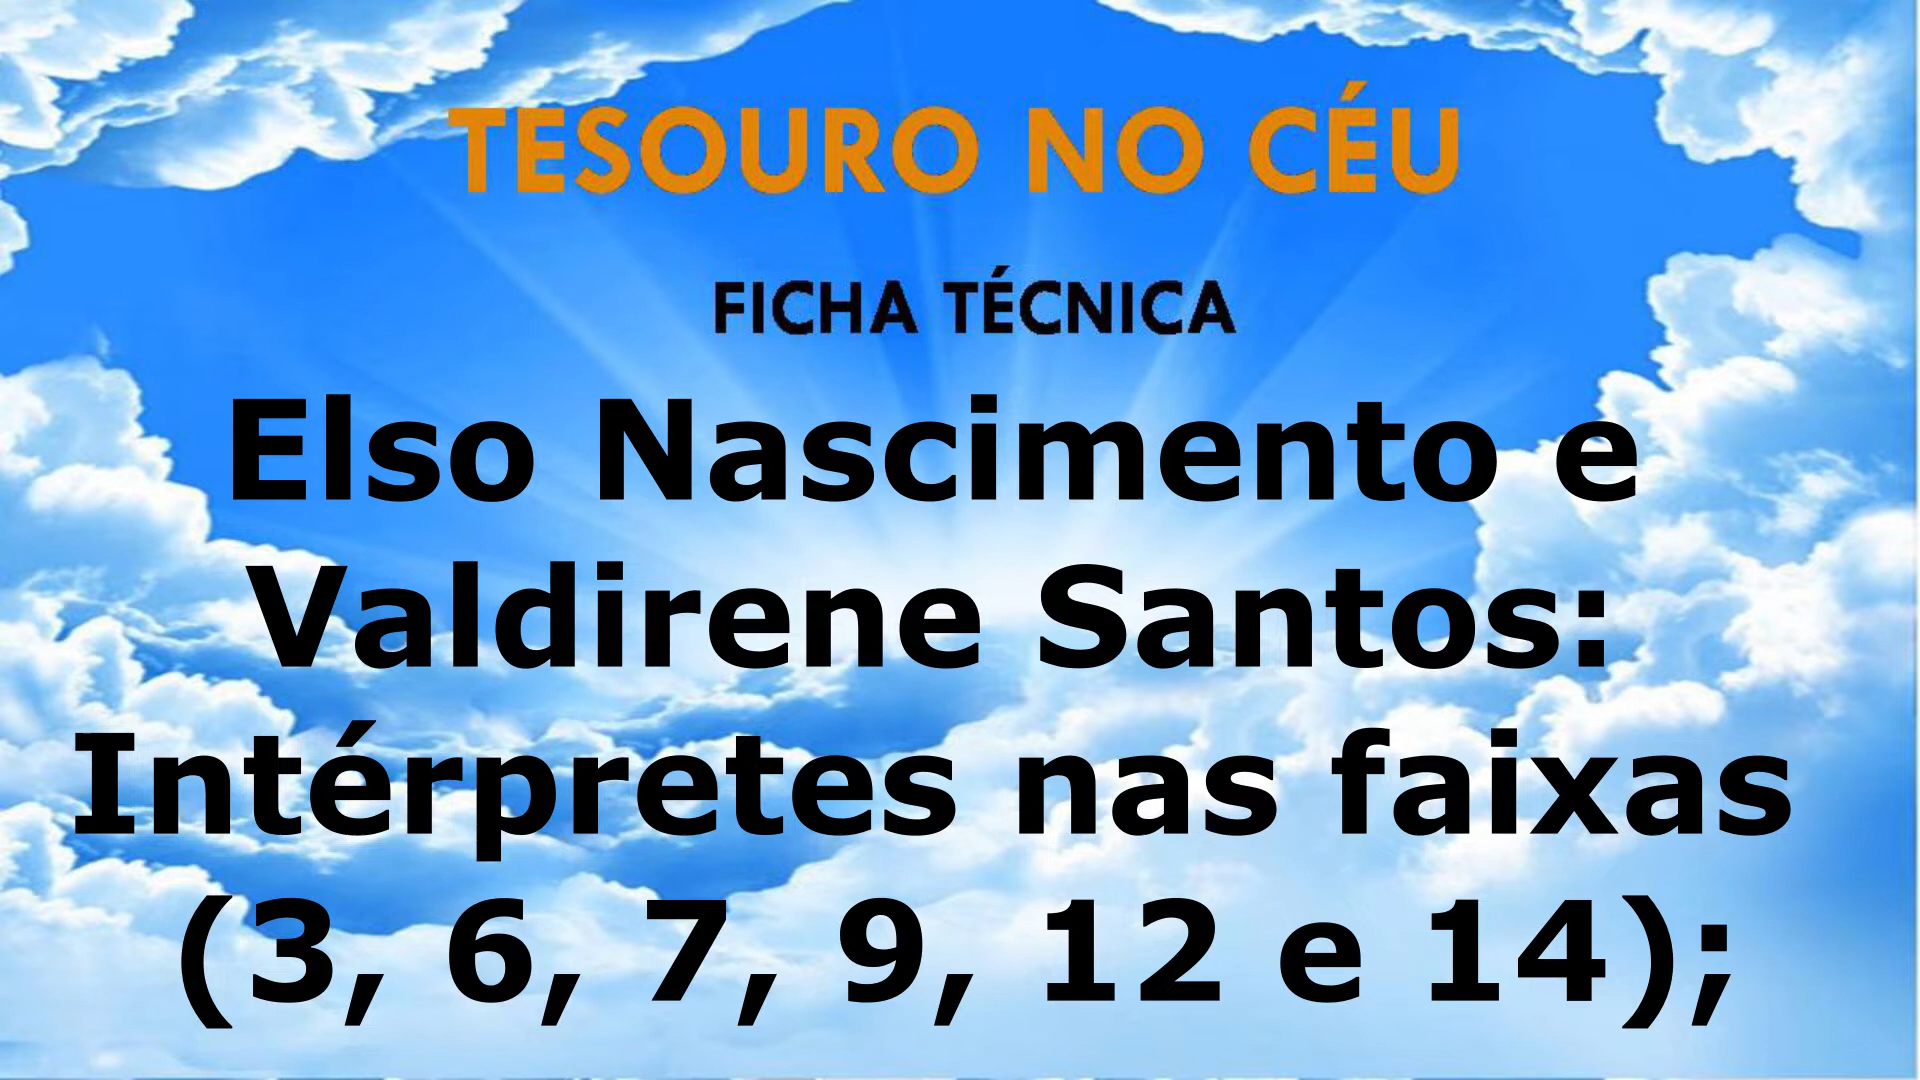 TESOURO NO CÉU
FICHA TÉCNICA
Elso Nascimento e
Valdirene Santos:
Intérpretes nas faixas
(3, 6, 7, 9, 12 e 14);